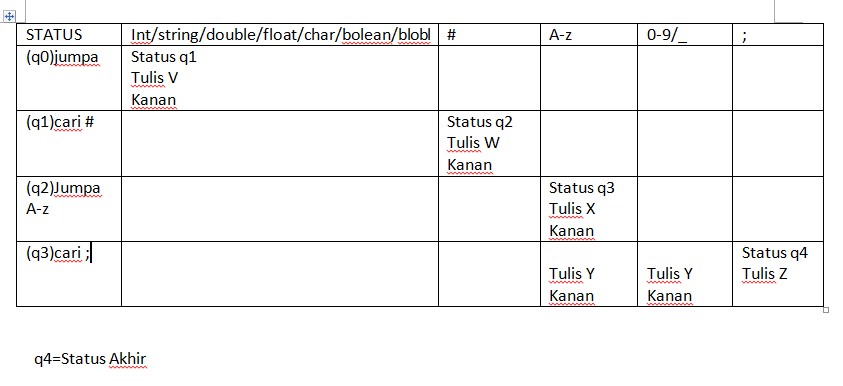 STATUS Int/string/double/float/char/bolean/blobl # A-z 0-9/_ ;
(q0)jumpa Status q1
Tulis V
Kanan
(q1)cari # Status q2
Tulis W
Kanan
(q2)Jumpa Status q3
A-z Tulis X
Kanan
(q3)cari ; Status q4
Tulis Y Tulis Y Tulis Z
Kanan Kanan
q4=Status Akhir